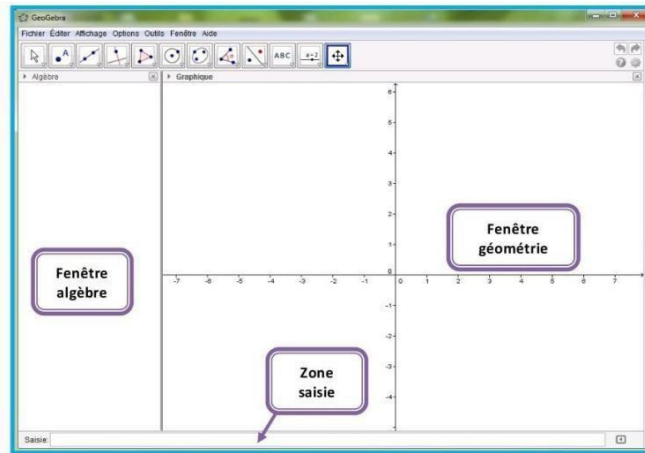 GeoGebra
Fichier Éditer Affichage Options Outils Fenêtre Aide
A
ABC
a=2
Algèbre
Graphique
6
5
4
3
2
1
0
-7 -6 -5 -4 -3 -2 -1 0 1 2 3 4 5 6 7
-1
-2
-3
-4
Fenêtre
algèbre
Fenêtre
géométrie
Zone
saisie
Saisie: